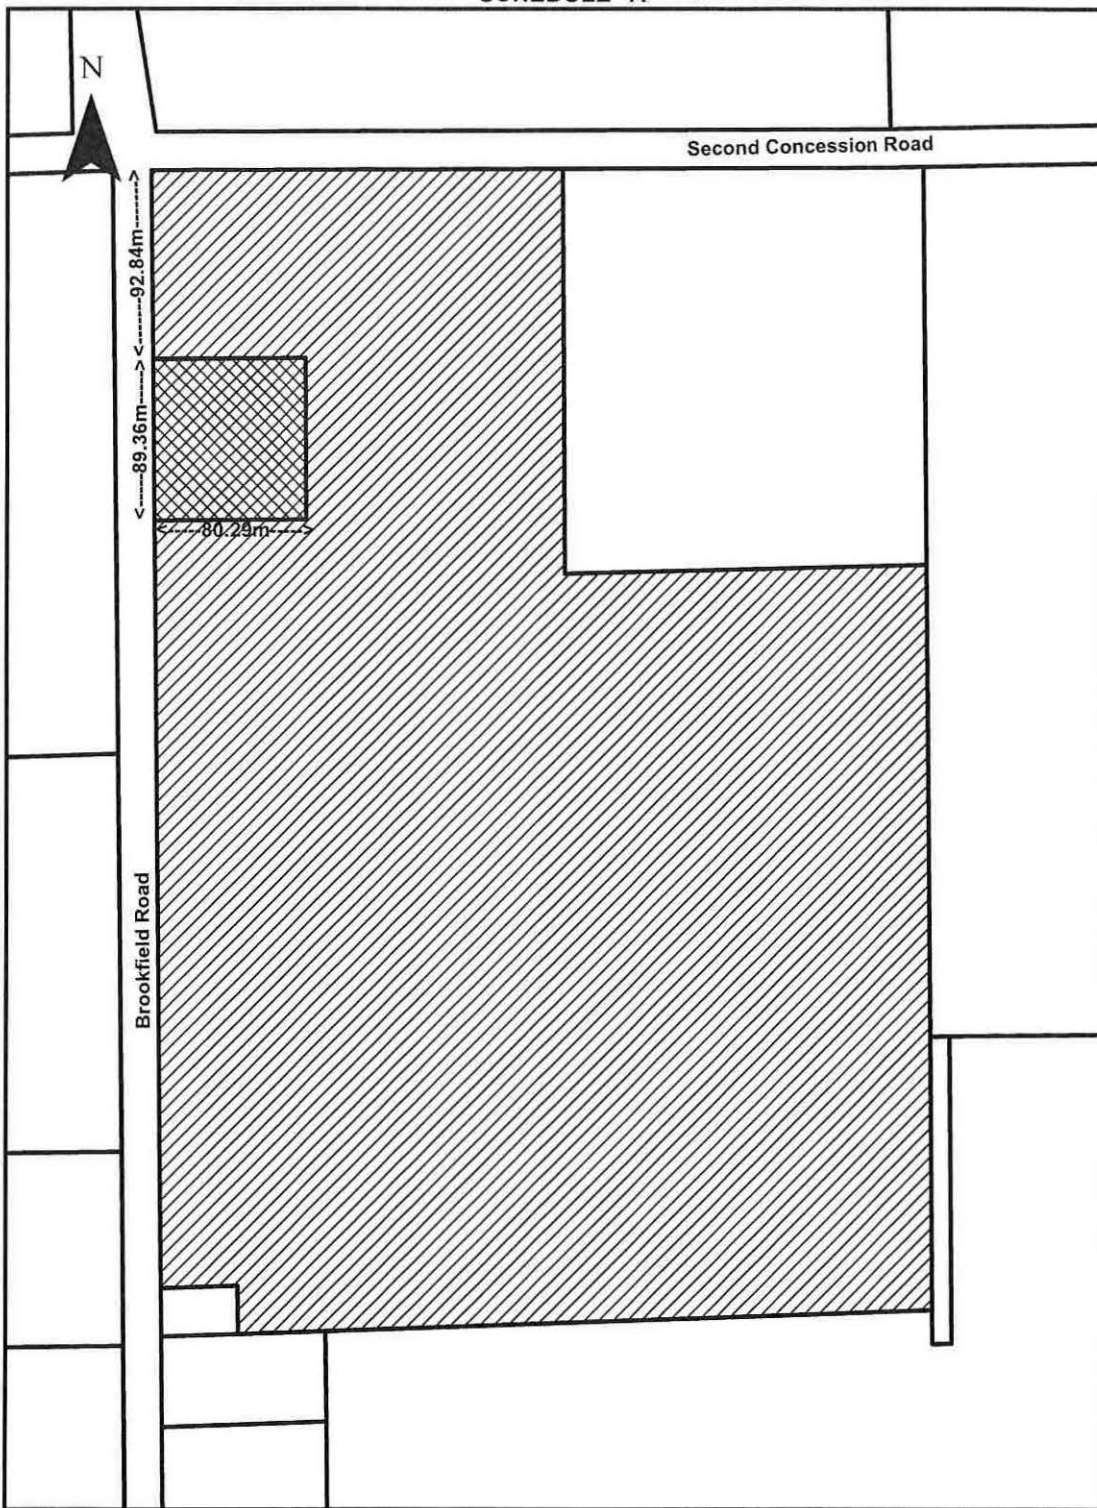 N
Second Concession Road
<-------92.84m------>
<-----89.36m----->
<-----80.29m----->
Brookfield Road